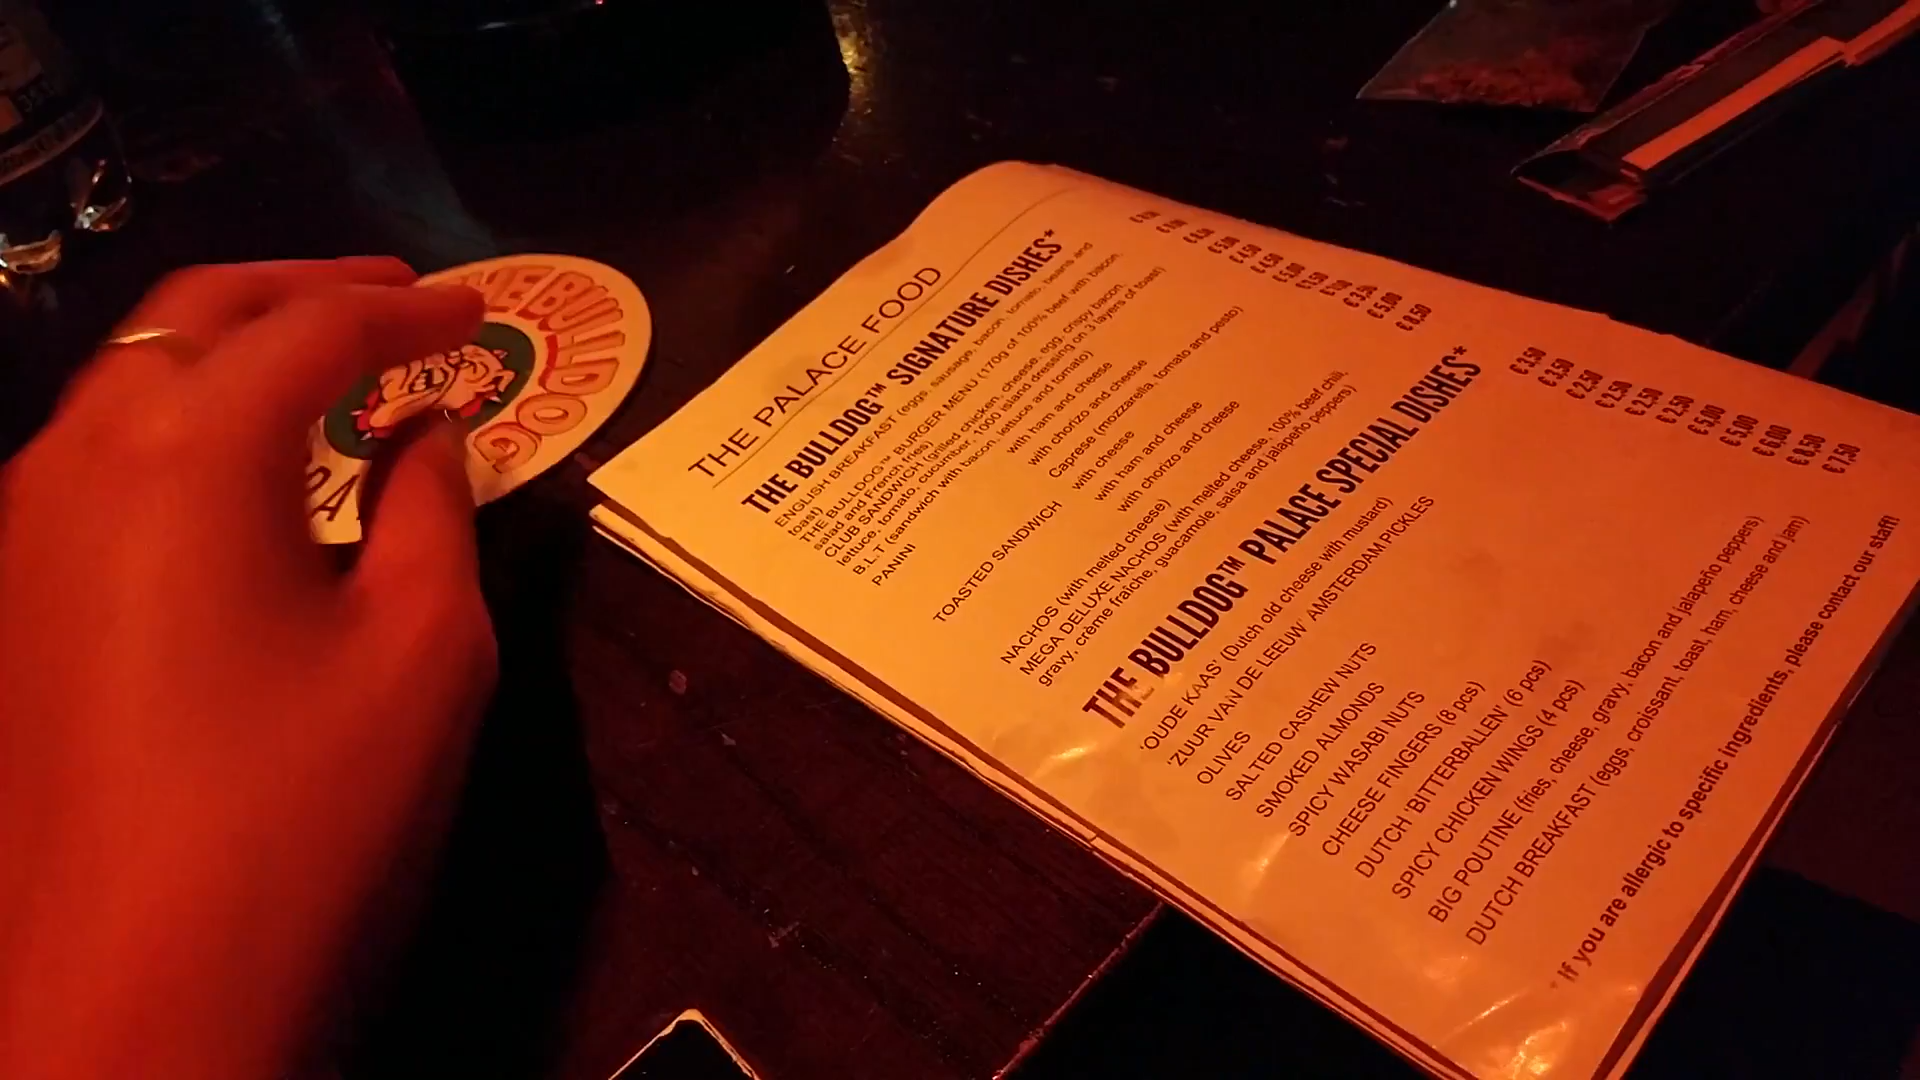 THE BULLDOG
PA
THE PALACE FOOD
THE BULLDOG™ SIGNATURE DISHES*
ENGLISH BREAKFAST (eggs, sausage, bacon, tomato, beans and
toast)
THE BULLDOG™ BURGER MENU (170g of 100% beef with bacon,
salad and French fries)
CLUB SANDWICH (grilled chicken, cheese, egg, crispy bacon,
lettuce, tomato, cucumber, 1000 island dressing on 3 layers of toast)
B.L.T (sandwich with bacon, lettuce and tomato)
PANINI with ham and cheese
with chorizo and cheese
Caprese (mozzarella, tomato and pesto)
TOASTED SANDWICH with cheese
with ham and cheese
with chorizo and cheese
NACHOS (with melted cheese) € 5,00
MEGA DELUXE NACHOS (with melted cheese, 100% beef chili, € 8,50
gravy, crème fraîche, guacamole, salsa and jalapeño peppers)
THE BULLDOG™ PALACE SPECIAL DISHES*
'OUDE KAAS' (Dutch old cheese with mustard) € 3,50
'ZUUR VAN DE LEEUW' AMSTERDAM PICKLES € 3,50
OLIVES € 2,50
SALTED CASHEW NUTS € 2,50
SMOKED ALMONDS € 2,50
SPICY WASABI NUTS € 2,50
CHEESE FINGERS (8 pcs) € 5,00
DUTCH 'BITTERBALLEN' (6 pcs) € 5,00
SPICY CHICKEN WINGS (4 pcs) € 6,00
BIG POUTINE (fries, cheese, gravy, bacon and jalapeño peppers) € 8,50
DUTCH BREAKFAST (eggs, croissant, toast, ham, cheese and jam) € 7,50
* If you are allergic to specific ingredients, please contact our staff!